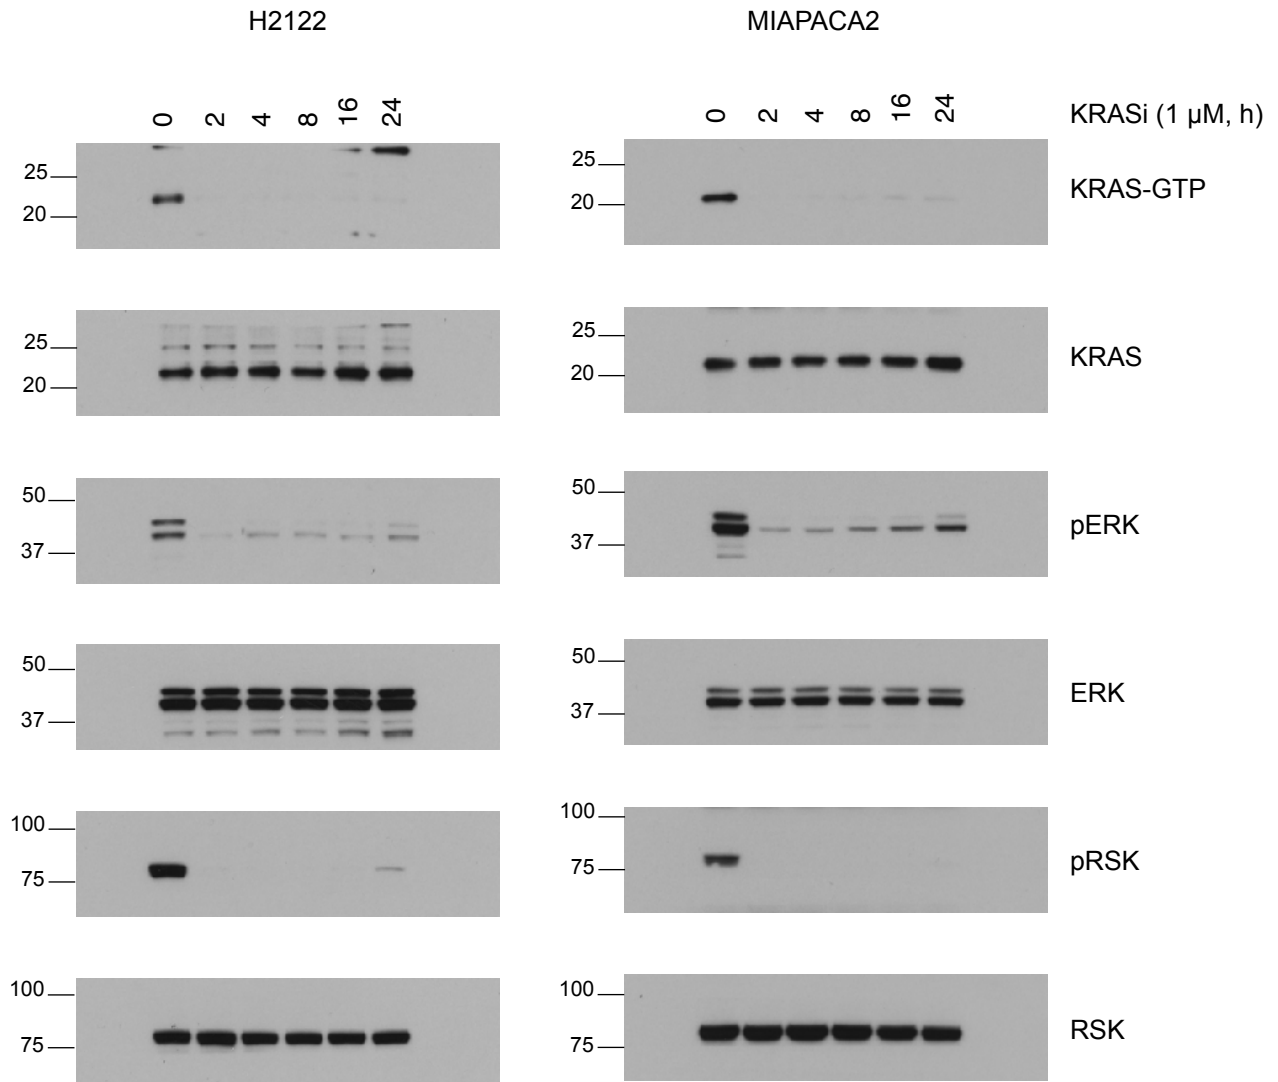 H2122 MIAPACA2
0 2 4 8 16 24 0 2 4 8 16 24 KRASi (1 µM, h)
25 25 KRAS-GTP
20 20
25 25 KRAS
20 20
50 50 pERK
37 37
50 50 ERK
37 37
100 100 pRSK
75 75
100 100 RSK
75 75